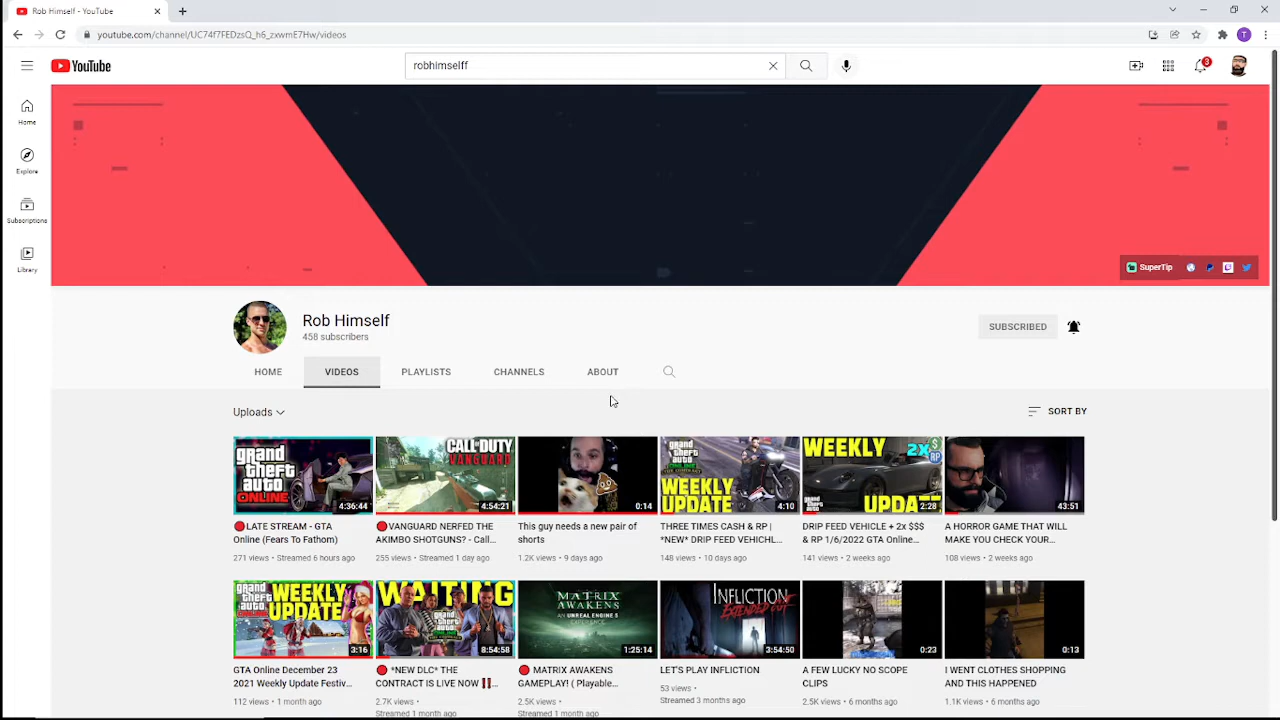 Rob Himself - YouTube
youtube.com/channel/UC74f7FEDzsQ_h6_zxwmE7Hw/videos
YouTube
robhimselff
3
T
Home
Explore
Subscriptions
Library
SuperTip
Rob Himself
458 subscribers
SUBSCRIBED
HOME VIDEOS PLAYLISTS CHANNELS ABOUT
Uploads
SORT BY
grand theft auto ONLINE
4:36:44
CALL OF DUTY VANGUARD
4:54:21
0:14
WEEKLY UPDATE
4:10
WEEKLY 2X $ RP UPDATE
2:28
43:51
🔴LATE STREAM - GTA
Online (Fears To Fathom)
271 views • Streamed 6 hours ago
🔴VANGUARD NERFED THE
AKIMBO SHOTGUNS? - Call...
255 views • Streamed 1 day ago
This guy needs a new pair of
shorts
1.2K views • 9 days ago
THREE TIMES CASH & RP |
*NEW* DRIP FEED VEHICHL...
148 views • 10 days ago
DRIP FEED VEHICLE + 2x $$$
& RP 1/6/2022 GTA Online...
141 views • 2 weeks ago
A HORROR GAME THAT WILL
MAKE YOU CHECK YOUR...
108 views • 2 weeks ago
WEEKLY UPDATE
3:16
WAITING
8:54:58
MATRIX
AWAKENS
AN UNREAL ENGINE 5
EXPERIENCE
1:25:14
INFLICTION
EXTENDED CUT
3:54:50
0:23
0:13
GTA Online December 23
2021 Weekly Update Festiv...
112 views • 1 month ago
🔴 *NEW DLC* THE
CONTRACT IS LIVE NOW ‼️...
2.7K views •
Streamed 1 month ago
🔴 MATRIX AWAKENS
GAMEPLAY! ( Playable...
2.5K views •
Streamed 1 month ago
LET'S PLAY INFLICTION
53 views •
Streamed 3 months ago
A FEW LUCKY NO SCOPE
CLIPS
2.5K views • 6 months ago
I WENT CLOTHES SHOPPING
AND THIS HAPPENED
1.1K views • 6 months ago